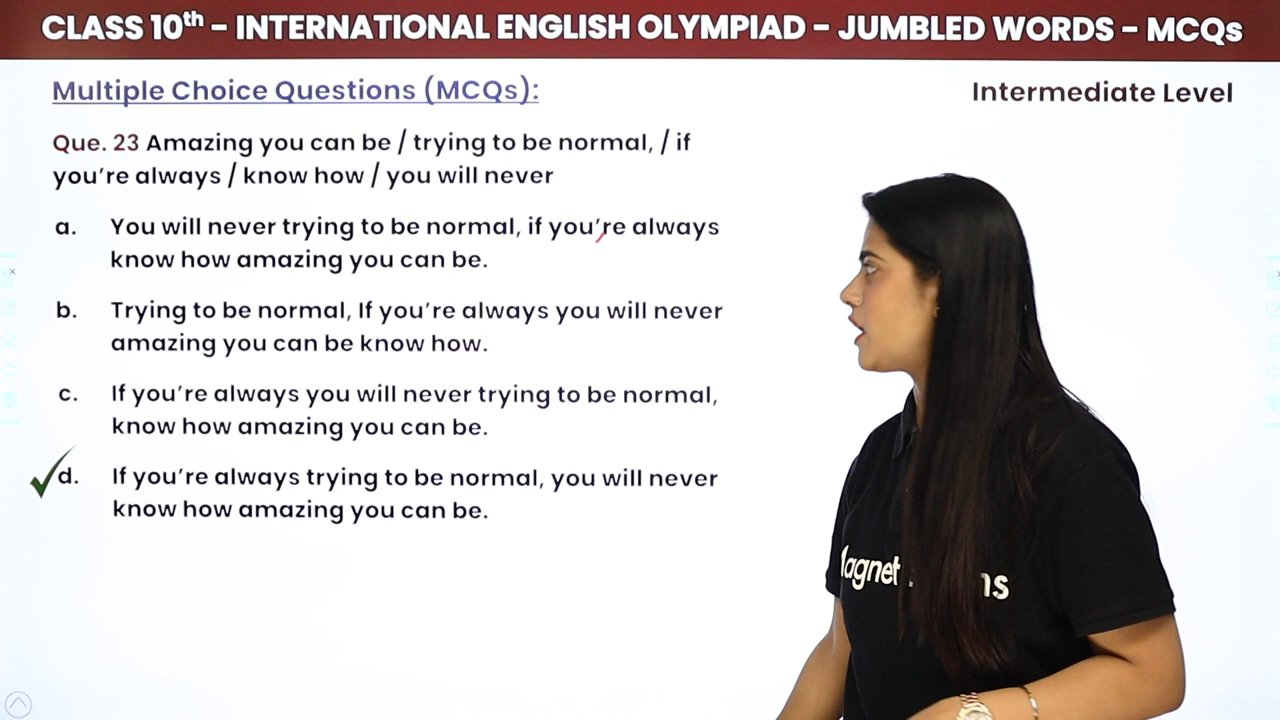 CLASS 10th - INTERNATIONAL ENGLISH OLYMPIAD - JUMBLED WORDS - MCQs
Multiple Choice Questions (MCQs):
Intermediate Level
Que. 23 Amazing you can be / trying to be normal, / if
you're always / know how / you will never
a. You will never trying to be normal, if you're always
know how amazing you can be.
b. Trying to be normal, If you're always you will never
amazing you can be know how.
c. If you're always you will never trying to be normal,
know how amazing you can be.
d. If you're always trying to be normal, you will never
know how amazing you can be.